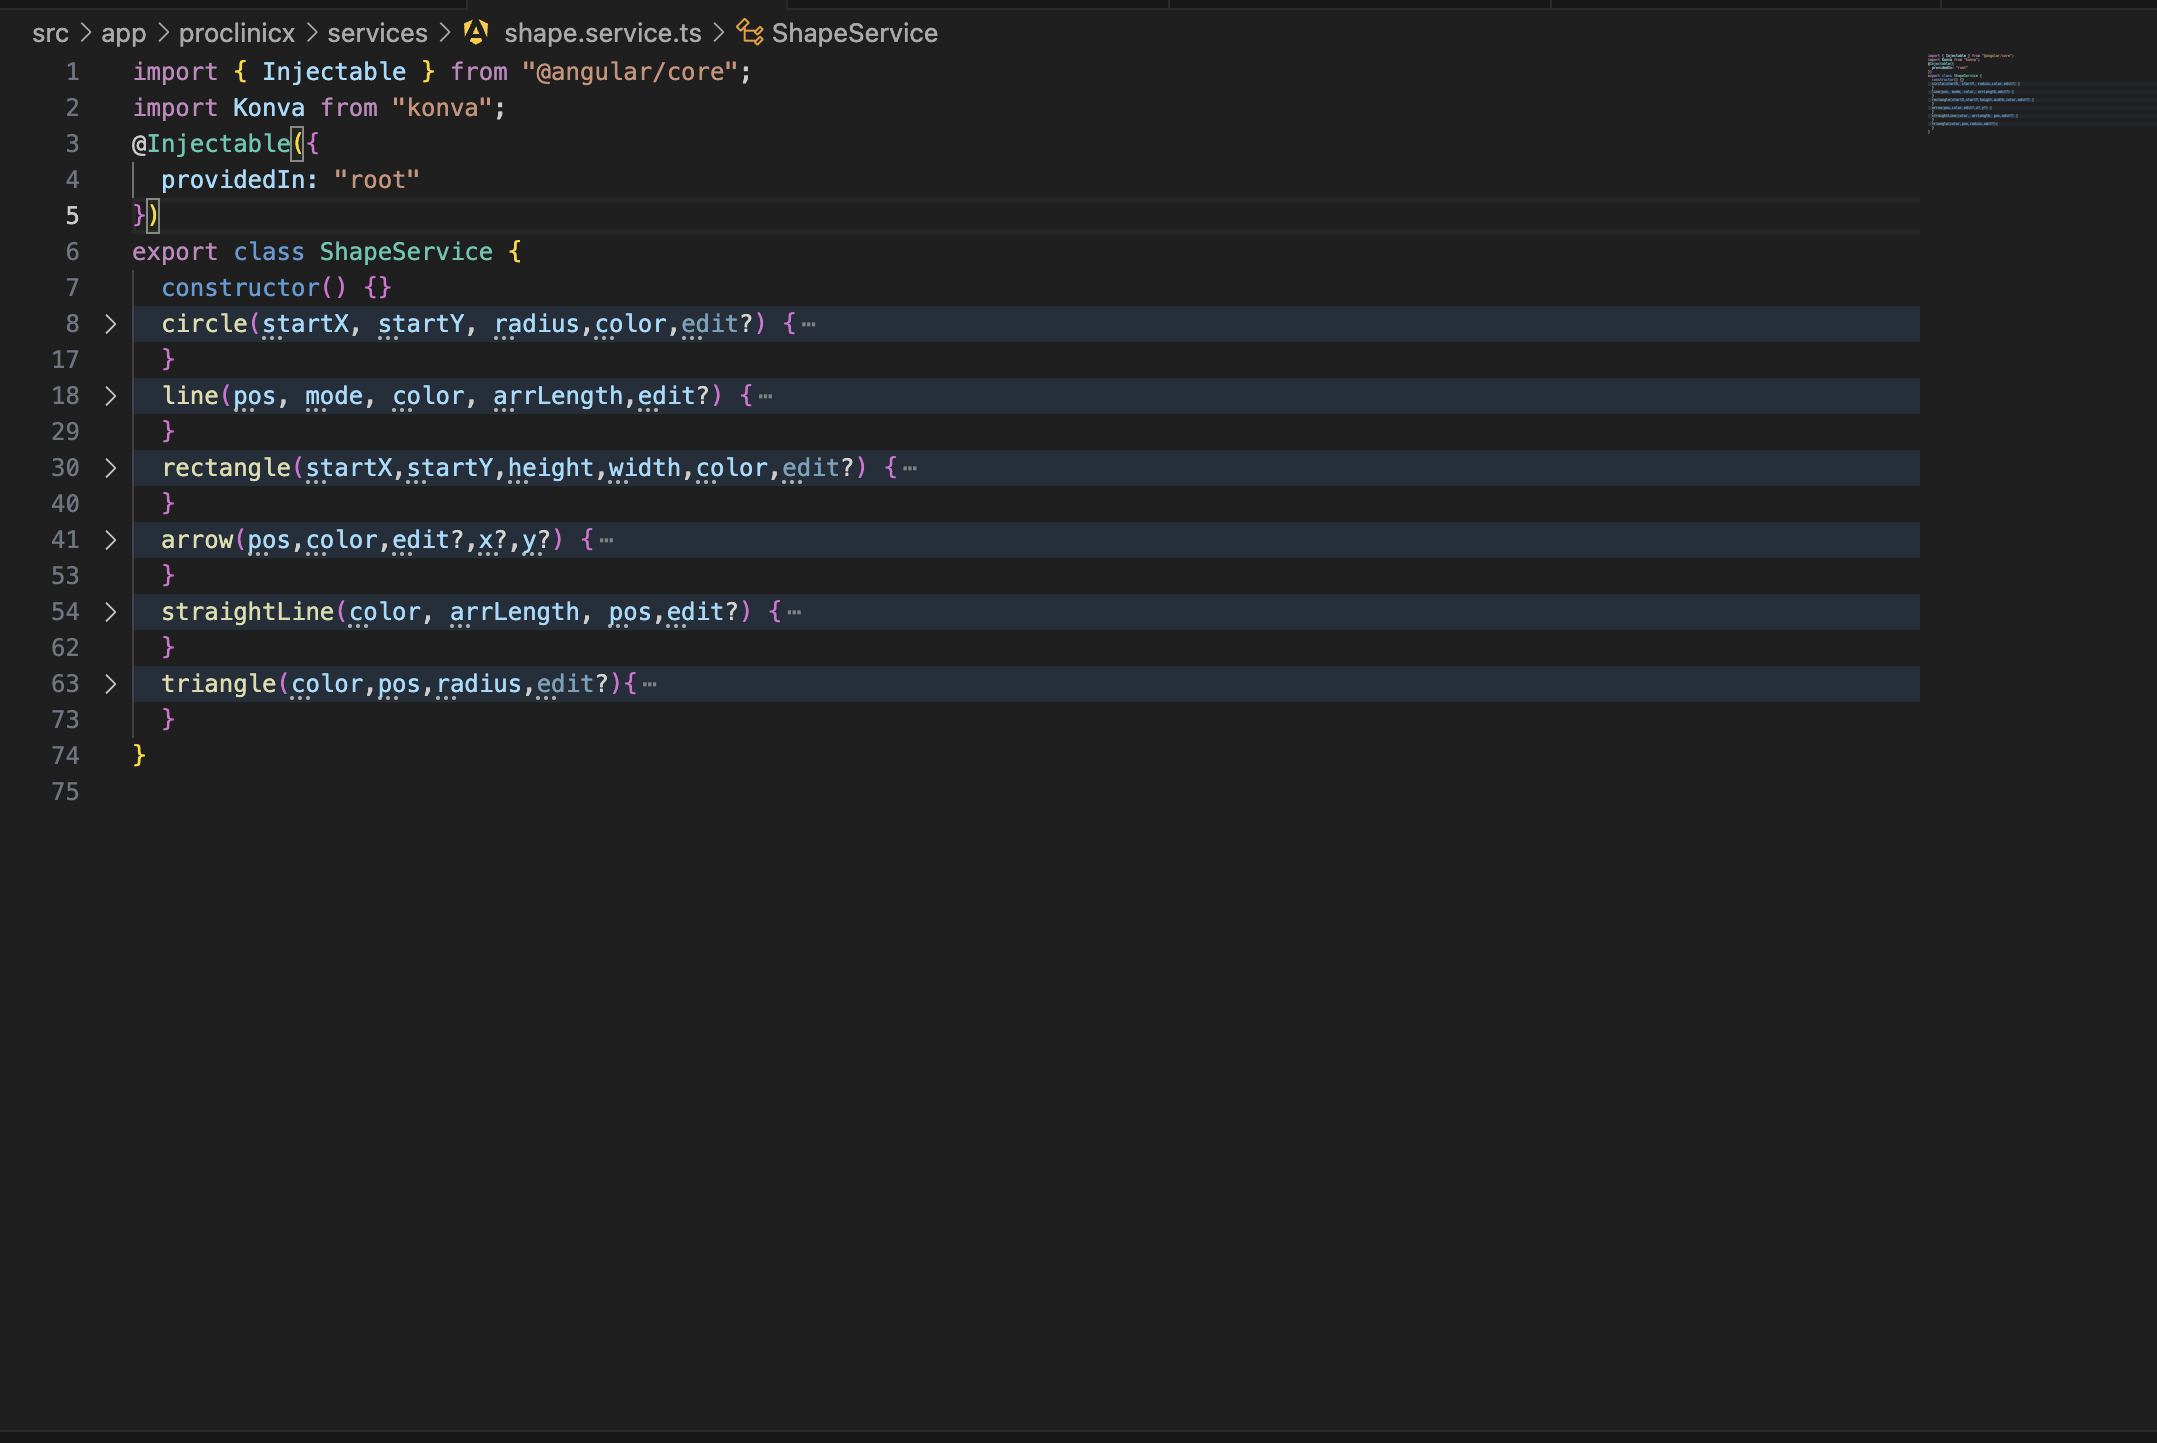 src > app > proclinicx > services > shape.service.ts > ShapeService
1 import { Injectable } from "@angular/core";
2 import Konva from "konva";
3 @Injectable({
4 providedIn: "root"
5 })
6 export class ShapeService {
7 constructor() {}
8 > circle(startX, startY, radius,color,edit?) {⋯
17 }
18 > line(pos, mode, color, arrLength,edit?) {⋯
29 }
30 > rectangle(startX,startY,height,width,color,edit?) {⋯
40 }
41 > arrow(pos,color,edit?,x?,y?) {⋯
53 }
54 > straightLine(color, arrLength, pos,edit?) {⋯
62 }
63 > triangle(color,pos,radius,edit?){⋯
73 }
74 }
75